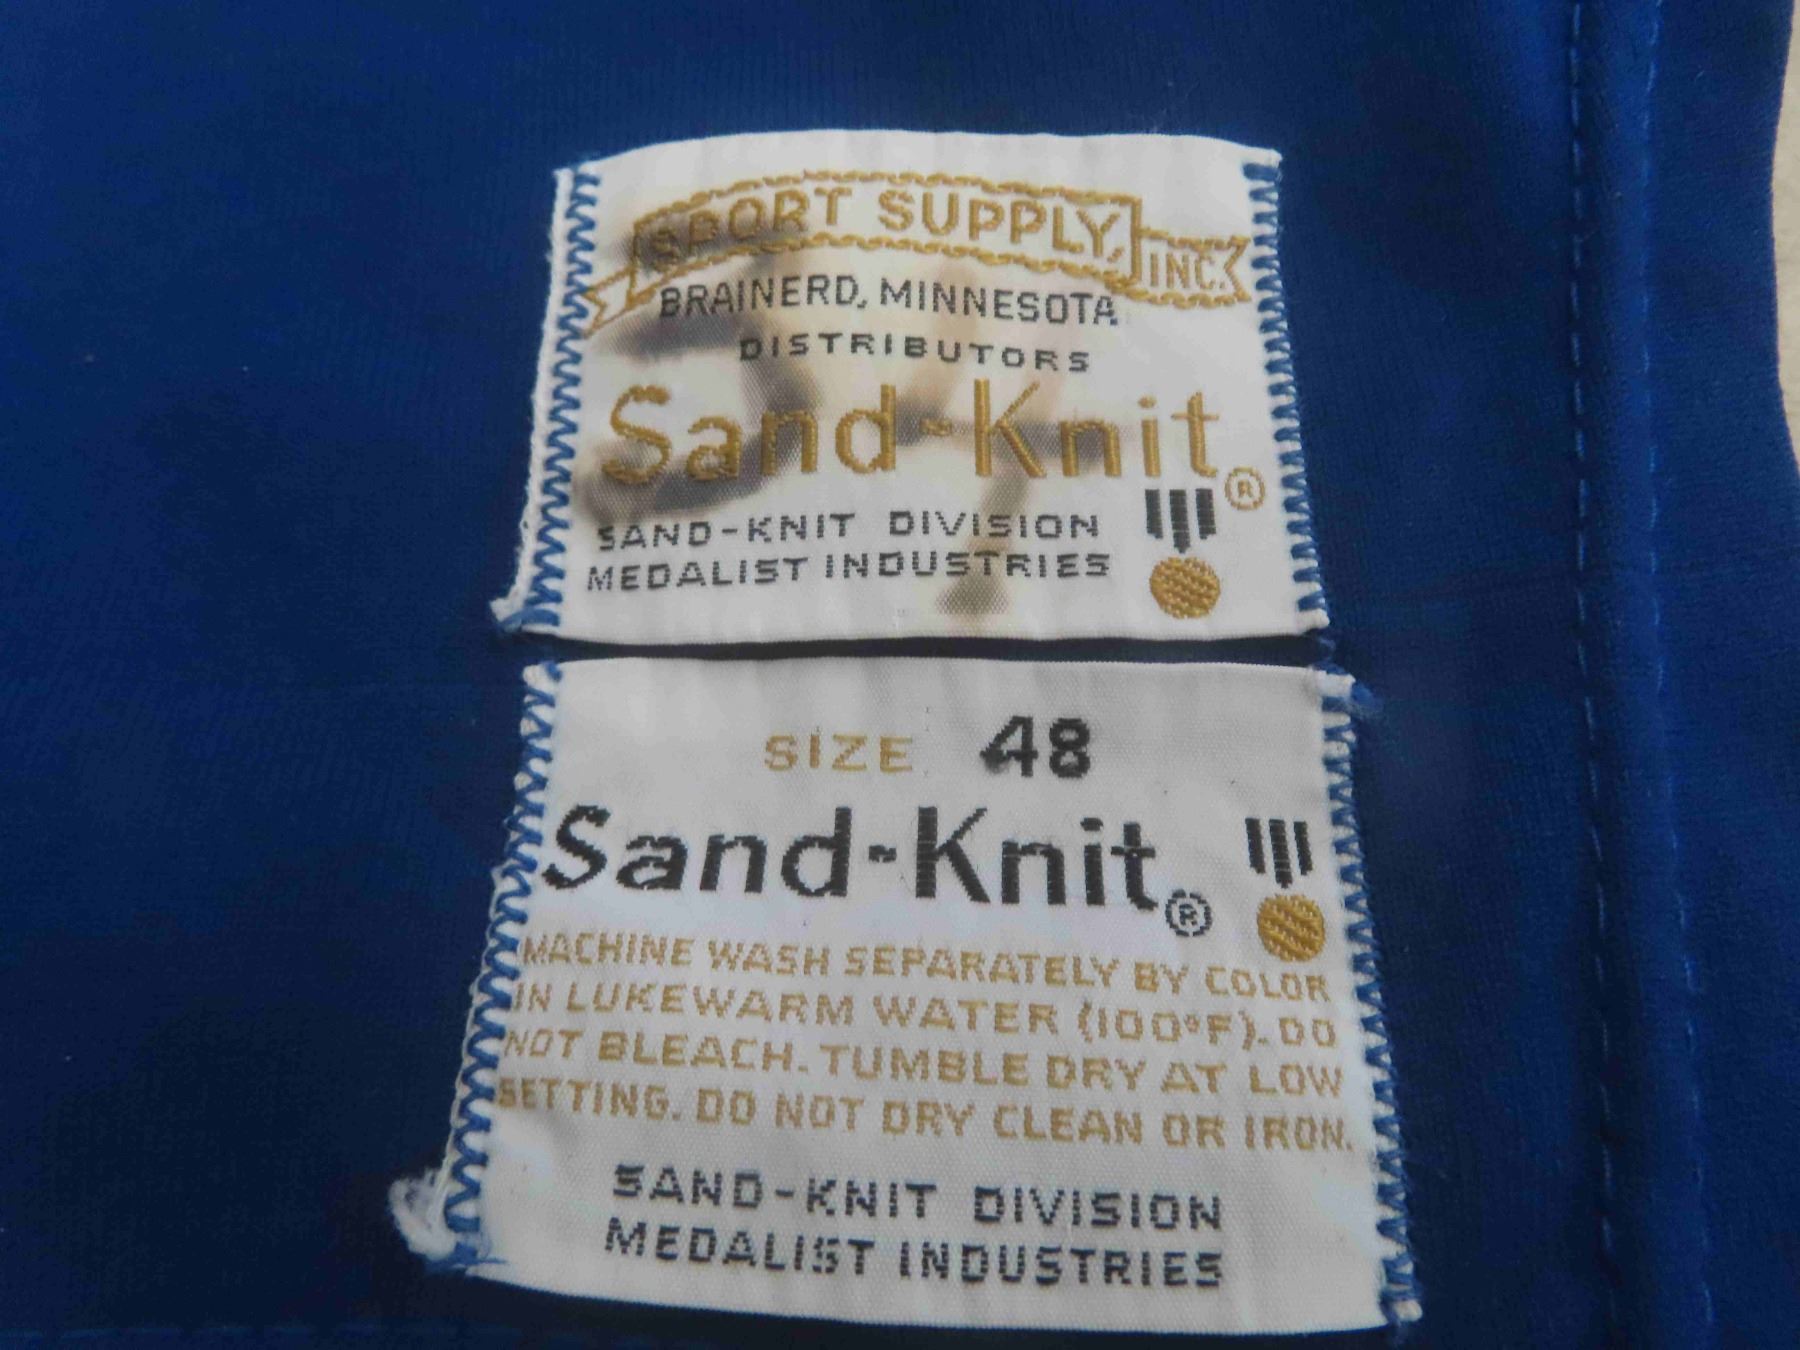 SPORT SUPPLY, INC.
BRAINERD, MINNESOTA
DISTRIBUTORS
Sand-Knit®
SAND-KNIT DIVISION
MEDALIST INDUSTRIES
SIZE 48
Sand-Knit®
MACHINE WASH SEPARATELY BY COLOR
IN LUKEWARM WATER (100°F). DO
NOT BLEACH. TUMBLE DRY AT LOW
SETTING. DO NOT DRY CLEAN OR IRON.
SAND-KNIT DIVISION
MEDALIST INDUSTRIES